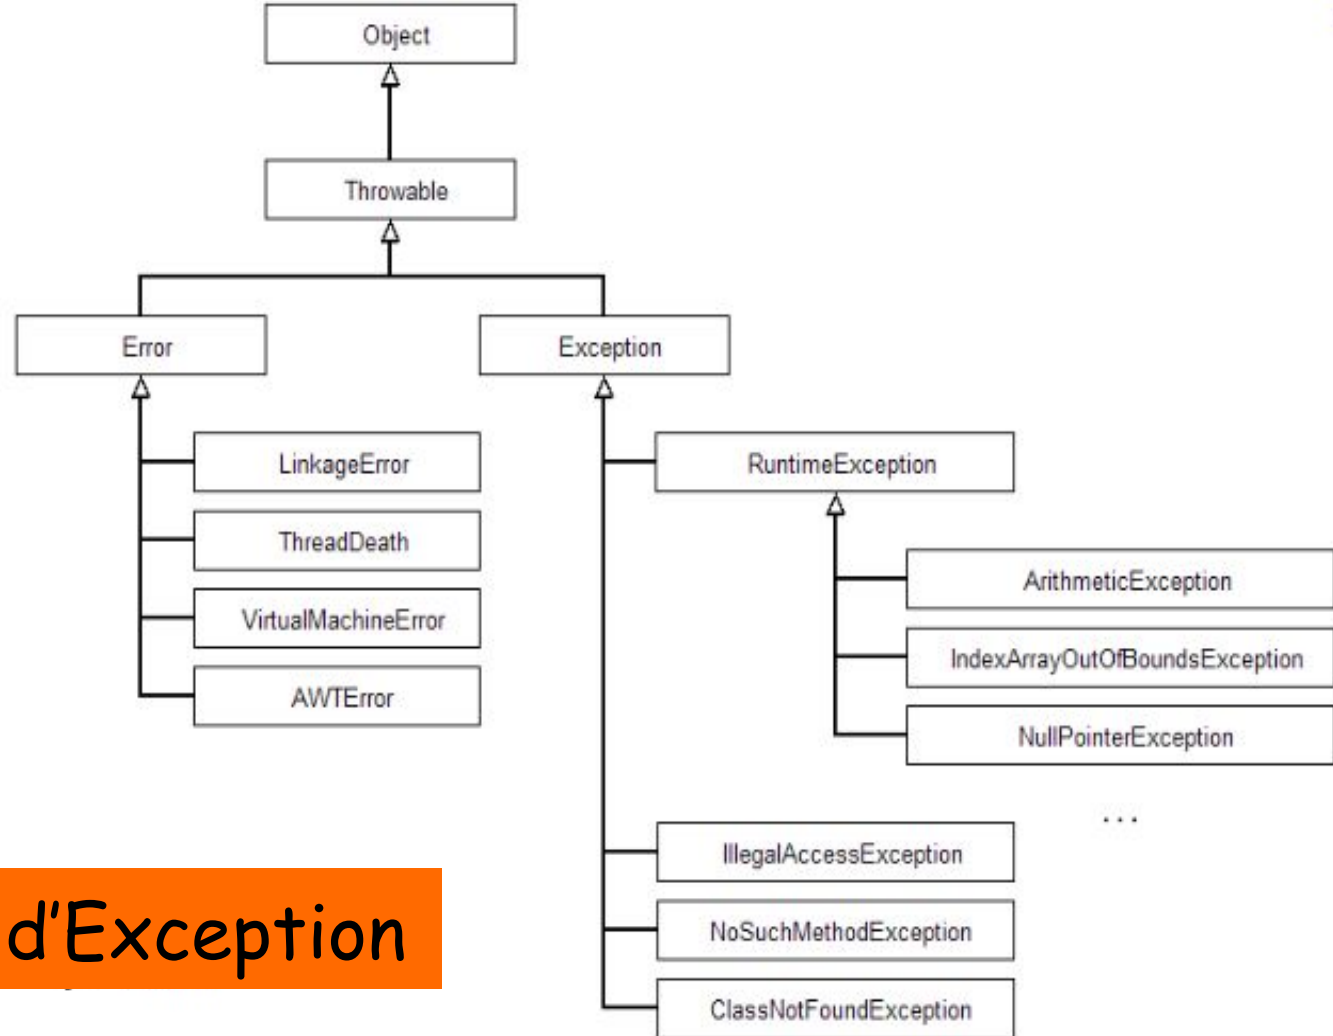 Object
Throwable
Error
Exception
LinkageError
RuntimeException
ThreadDeath
ArithmeticException
VirtualMachineError
IndexArrayOutOfBoundsException
AWTError
NullPointerException
...
IllegalAccessException
d'Exception
NoSuchMethodException
ClassNotFoundException